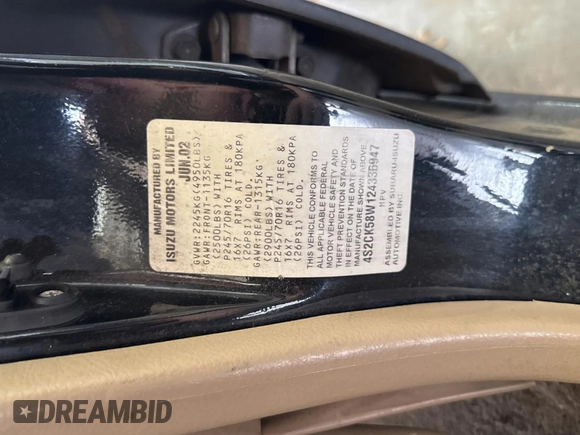 MANUFACTURED BY
ISUZU MOTORS LIMITED
JUN.02
GVWR:2245KG(4950LBS)
GAWR:FRONT-1135KG
(2500LBS) WITH
P245/70R16 TIRES &
16X7 RIMS AT 180KPA
(26PSI) COLD,
GAWR:REAR-1315KG
(2900LBS) WITH
P245/70R16 TIRES &
16X7 RIMS AT 180KPA
(26PSI) COLD.
THIS VEHICLE CONFORMS TO
ALL APPLICABLE FEDERAL
MOTOR VEHICLE SAFETY AND
THEFT PREVENTION STANDARDS
IN EFFECT ON THE DATE OF
MANUFACTURE SHOWN ABOVE.
4S2CK58W124336947
MPV
ASSEMBLED BY SUBARU-ISUZU
AUTOMOTIVE INC.
DREAMBID